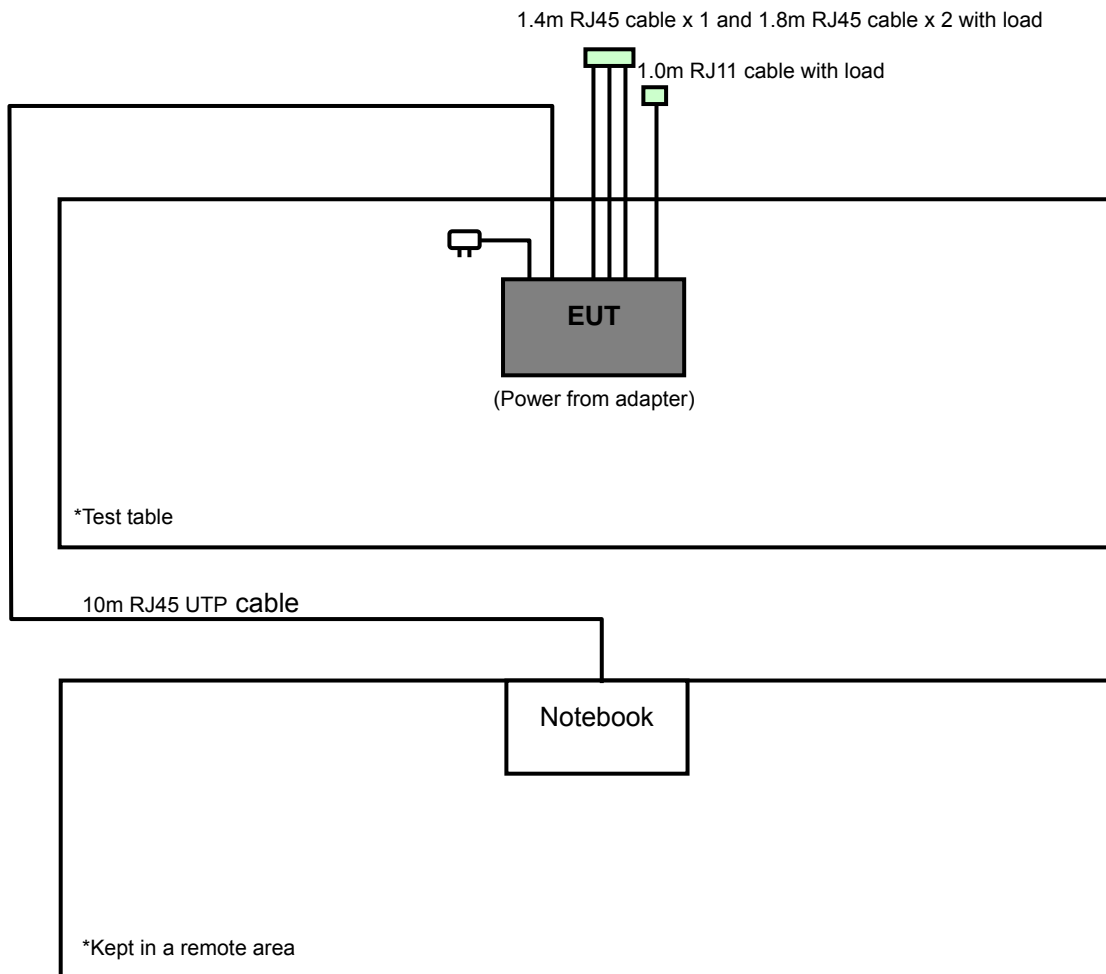 1.4m RJ45 cable x 1 and 1.8m RJ45 cable x 2 with load
1.0m RJ11 cable with load
EUT
(Power from adapter)
*Test table
10m RJ45 UTP cable
Notebook
*Kept in a remote area